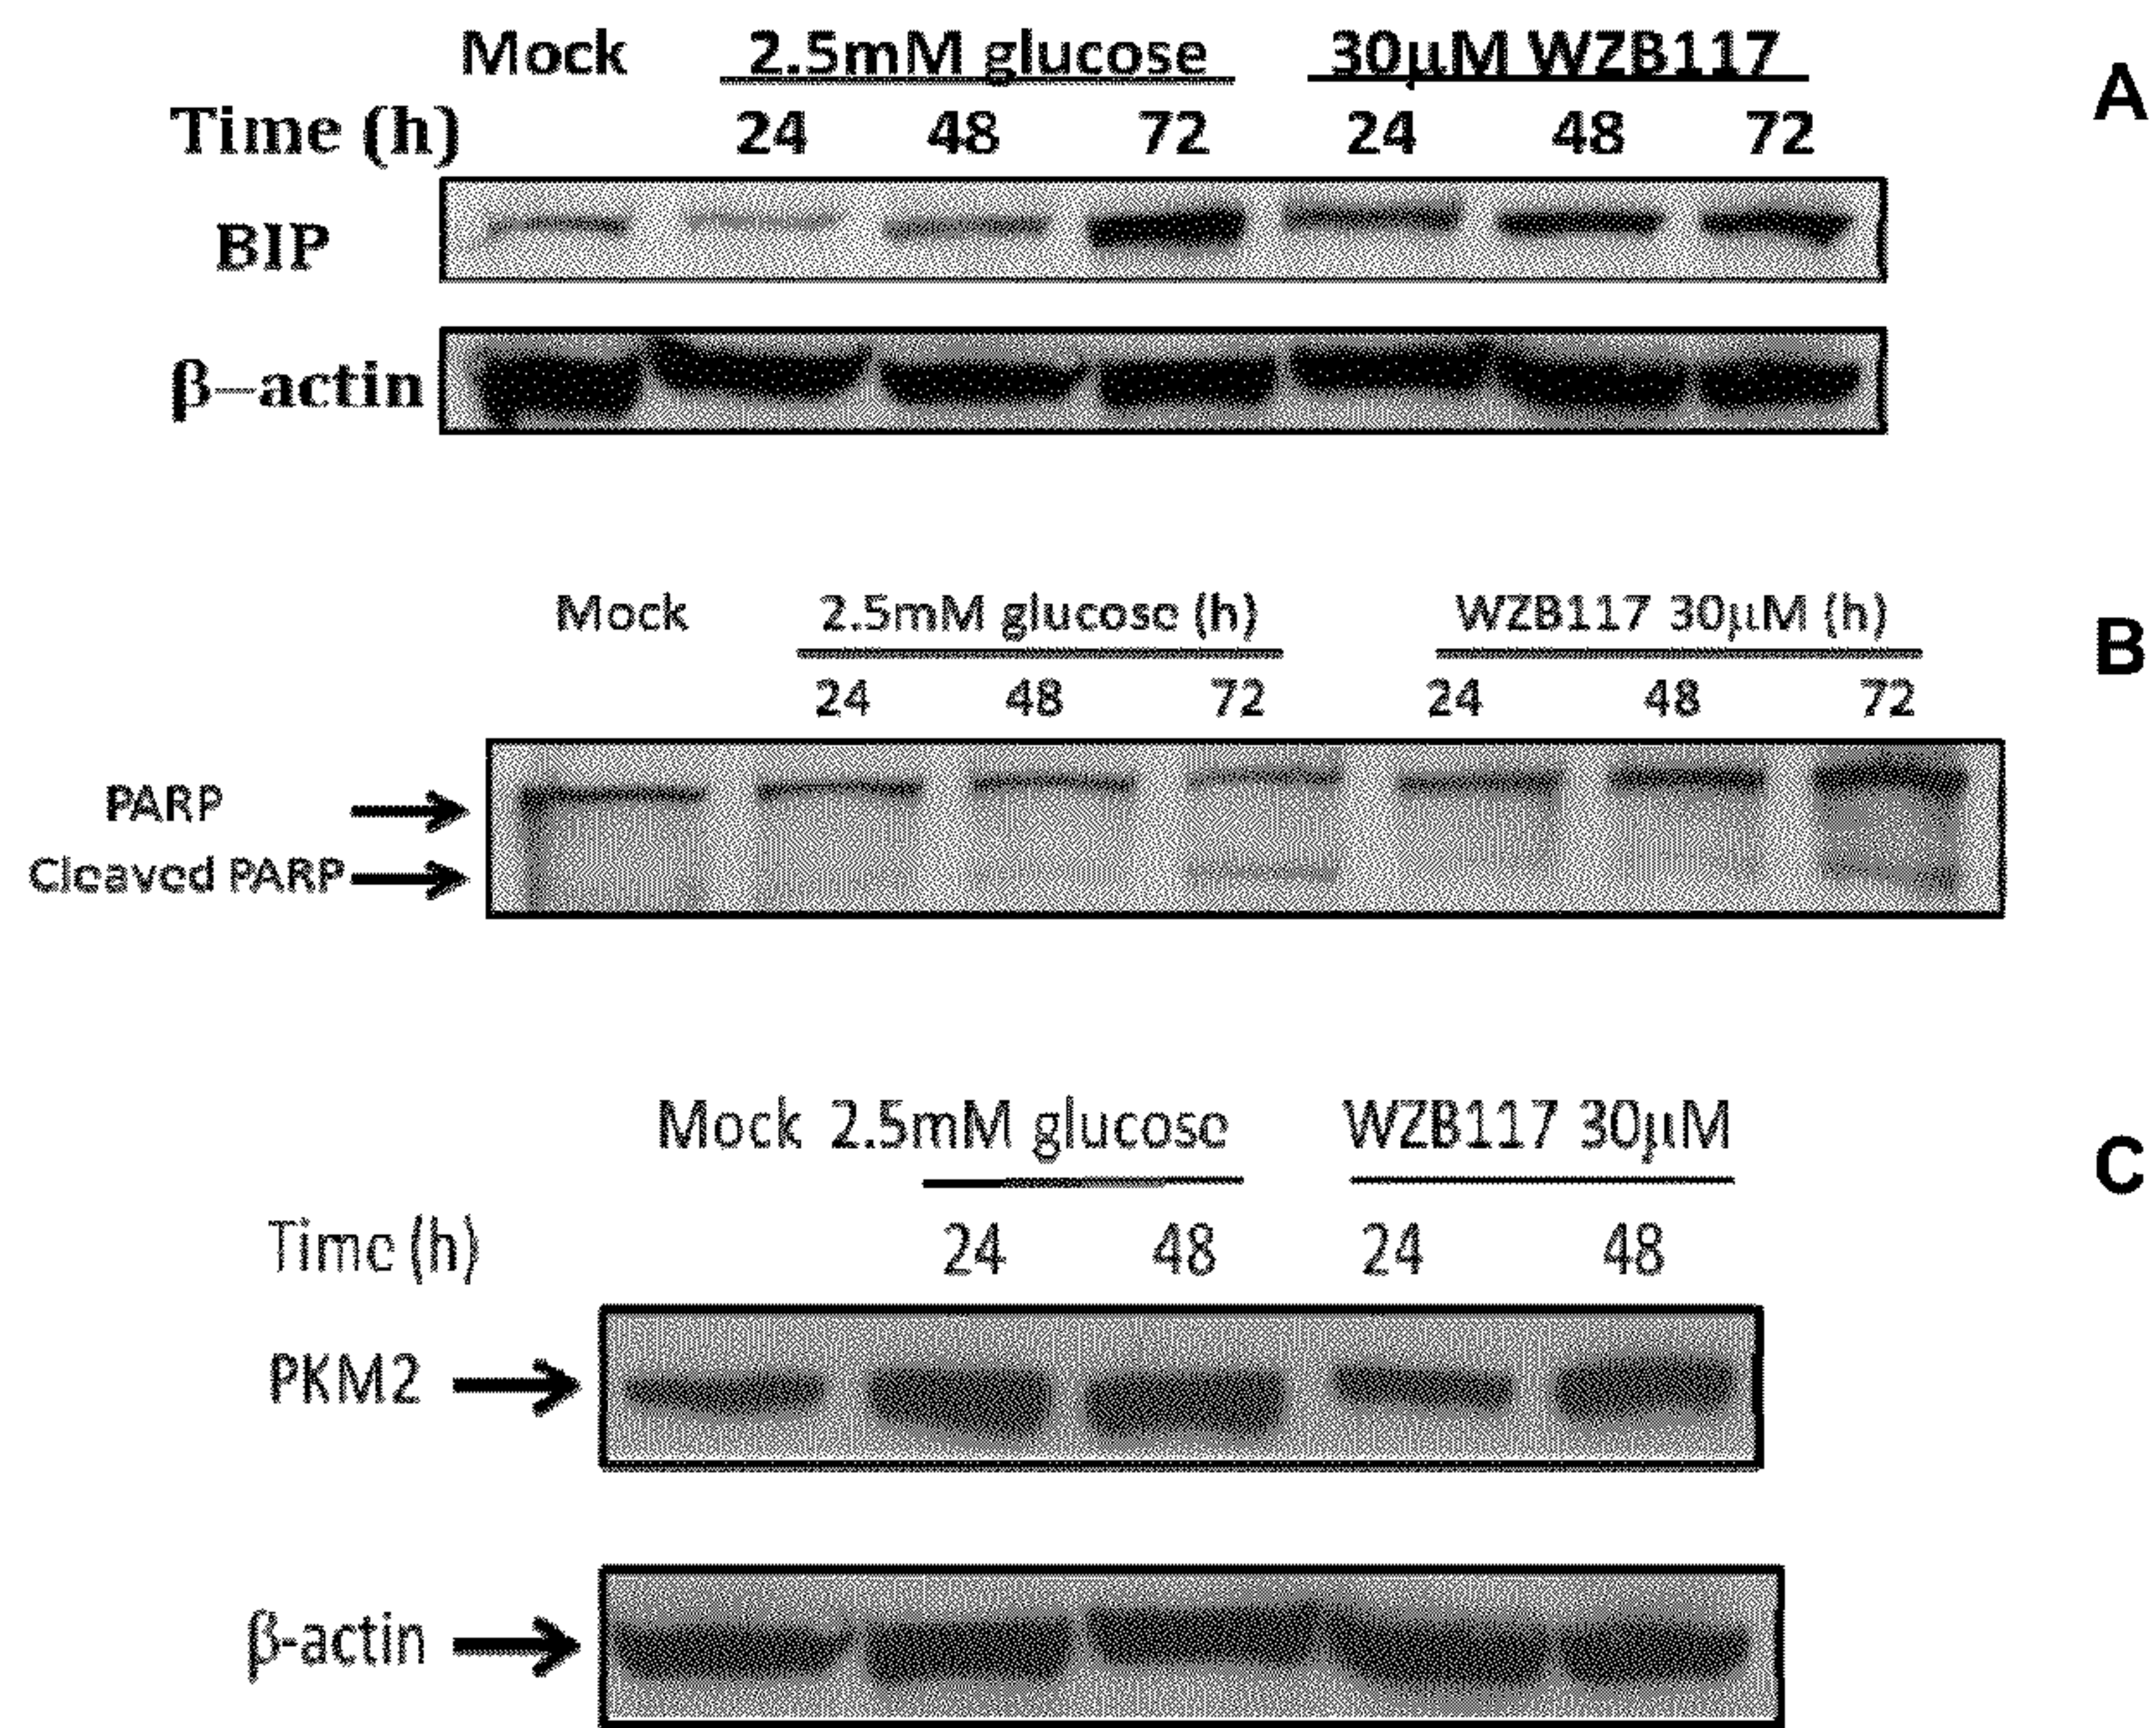 Mock 2.5mM glucose 30μM WZB117 A
Time (h) 24 48 72 24 48 72
BIP
β–actin
Mock 2.5mM glucose (h) WZB117 30μM (h) B
24 48 72 24 48 72
PARP
Cleaved PARP
Mock 2.5mM glucose WZB117 30μM C
Time (h) 24 48 24 48
PKM2
β-actin